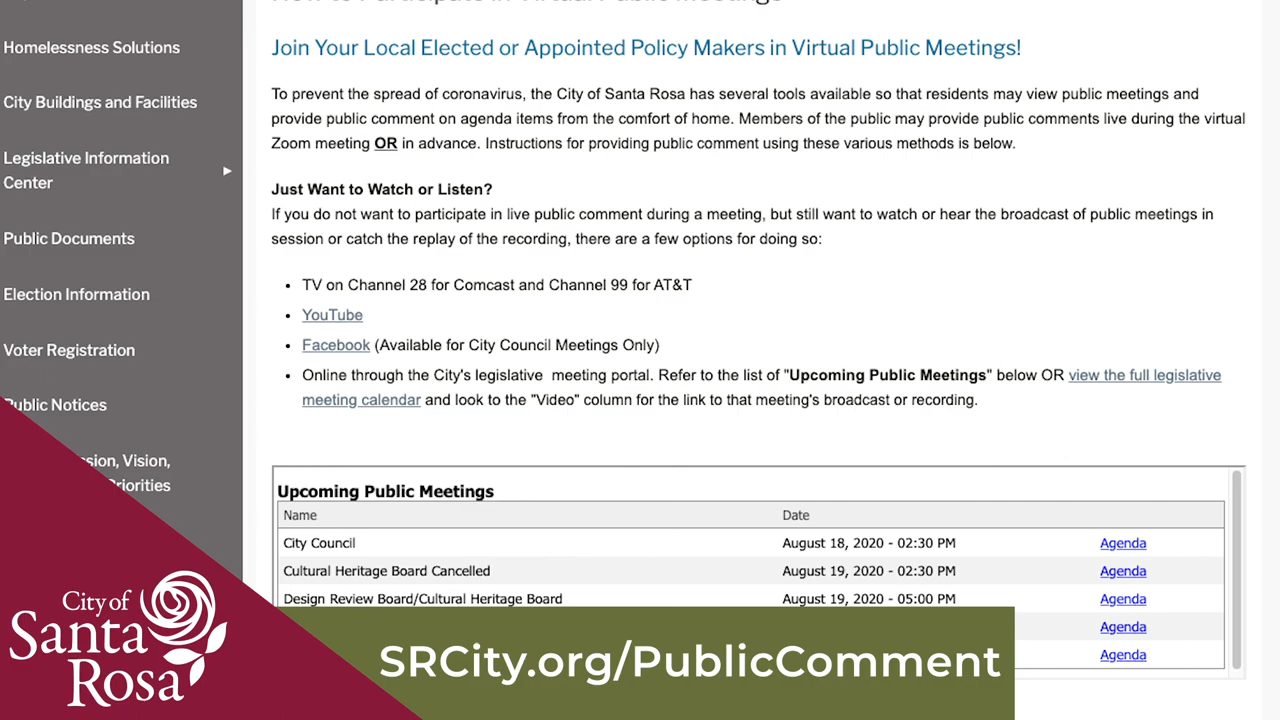 How to Participate in Virtual Public Meetings
Homelessness Solutions
City Buildings and Facilities
Legislative Information
Center
Public Documents
Election Information
Voter Registration
Public Notices
sion, Vision,
Priorities
Join Your Local Elected or Appointed Policy Makers in Virtual Public Meetings!
To prevent the spread of coronavirus, the City of Santa Rosa has several tools available so that residents may view public meetings and
provide public comment on agenda items from the comfort of home. Members of the public may provide public comments live during the virtual
Zoom meeting OR in advance. Instructions for providing public comment using these various methods is below.
Just Want to Watch or Listen?
If you do not want to participate in live public comment during a meeting, but still want to watch or hear the broadcast of public meetings in
session or catch the replay of the recording, there are a few options for doing so:
• TV on Channel 28 for Comcast and Channel 99 for AT&T
• YouTube
• Facebook (Available for City Council Meetings Only)
• Online through the City's legislative meeting portal. Refer to the list of "Upcoming Public Meetings" below OR view the full legislative
meeting calendar and look to the "Video" column for the link to that meeting's broadcast or recording.
Upcoming Public Meetings
Name Date
City Council August 18, 2020 - 02:30 PM Agenda
Cultural Heritage Board Cancelled August 19, 2020 - 02:30 PM Agenda
Design Review Board/Cultural Heritage Board August 19, 2020 - 05:00 PM Agenda
Agenda
Agenda
City of
Santa
Rosa
SRCity.org/PublicComment